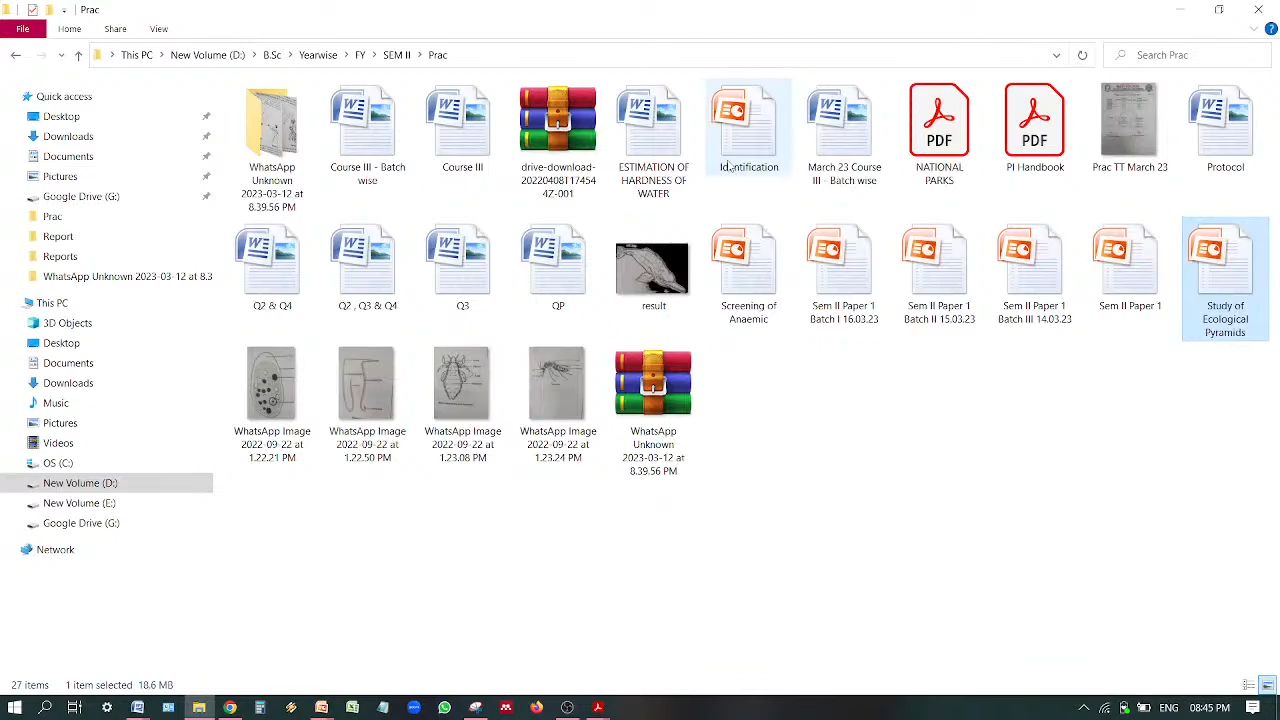 Prac
File
Home
Share
View
This PC
New Volume (D:)
B.Sc
Yearwise
FY
SEM II
Prac
Search Prac
Quick access
Desktop
Downloads
Documents
Pictures
Google Drive (G:)
Prac
Report
Reports
WhatsApp Unknown 2023-03-12 at 8.3
This PC
3D Objects
Desktop
Documents
Downloads
Music
Pictures
Videos
OS (C:)
New Volume (D:)
New Volume (E:)
Google Drive (G:)
Network
WhatsApp
Unknown
2023-03-12 at
8.39.56 PM
Course III - Batch
wise
Course III
drive-download-
20220408T17454
4Z-001
ESTIMATION OF
HARDNESS OF
WATER
Identification
March 23 Course
III - Batch wise
PDF
NATIONAL
PARKS
PDF
PI Handbook
Prac TT March 23
Protocol
Q2 & Q4
Q2 , Q3 & Q4
Q3
QP
result
Screening of
Anaemic
Sem II Paper 1
Batch I 16.03.23
Sem II Paper 1
Batch II 15.03.23
Sem II Paper 1
Batch III 14.03.23
Sem II Paper 1
Study of
Ecological
Pyramids
WhatsApp Image
2022-09-22 at
1.22.21 PM
WhatsApp Image
2022-09-22 at
1.22.50 PM
WhatsApp Image
2022-09-22 at
1.23.03 PM
WhatsApp Image
2022-09-22 at
1.23.24 PM
WhatsApp
Unknown
2023-03-12 at
8.39.56 PM
27 items
1 item selected 18.6 MB
ENG
08:45 PM